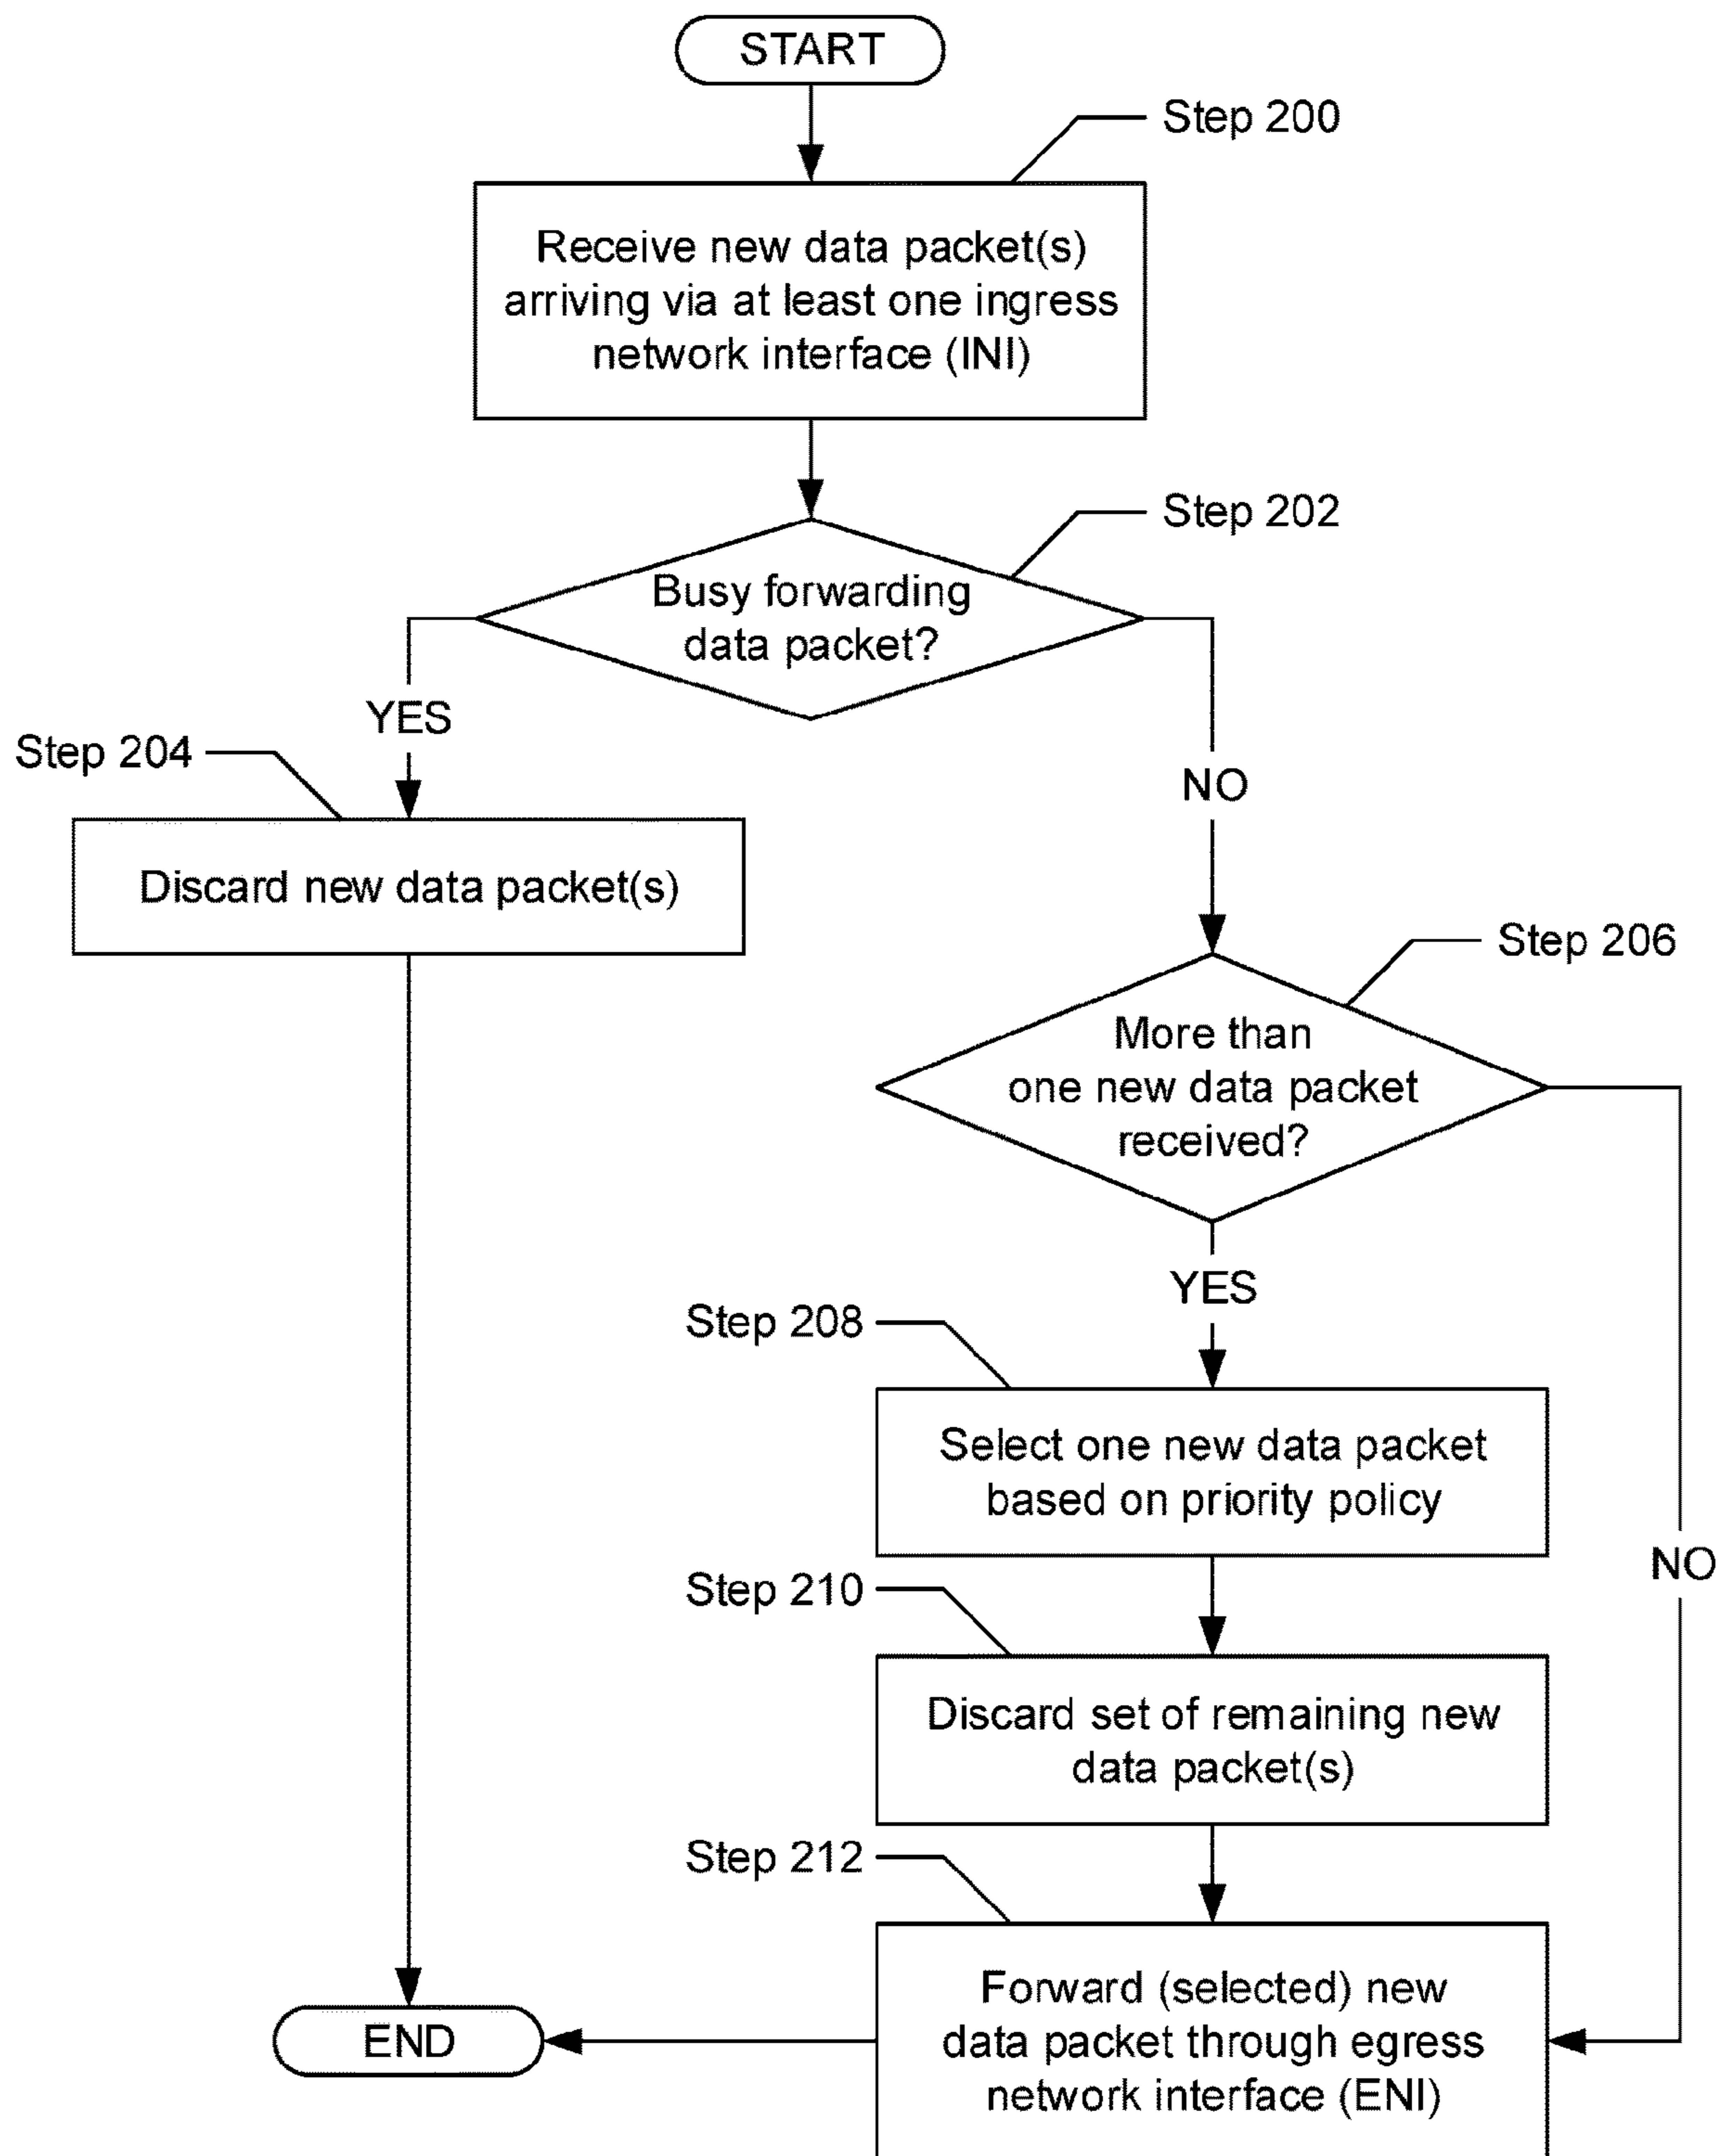 START
Step 200
Receive new data packet(s)
arriving via at least one ingress
network interface (INI)
Step 202
Busy forwarding
data packet?
YES
Step 204
NO
Discard new data packet(s)
Step 206
More than
one new data packet
received?
YES
Step 208
Select one new data packet
based on priority policy
NO
Step 210
Discard set of remaining new
data packet(s)
Step 212
Forward (selected) new
data packet through egress
network interface (ENI)
END